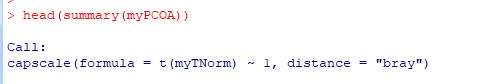 > head(summary(myPCOA))
Call:
capscale(formula = t(myTNorm) ~ 1, distance = "bray")